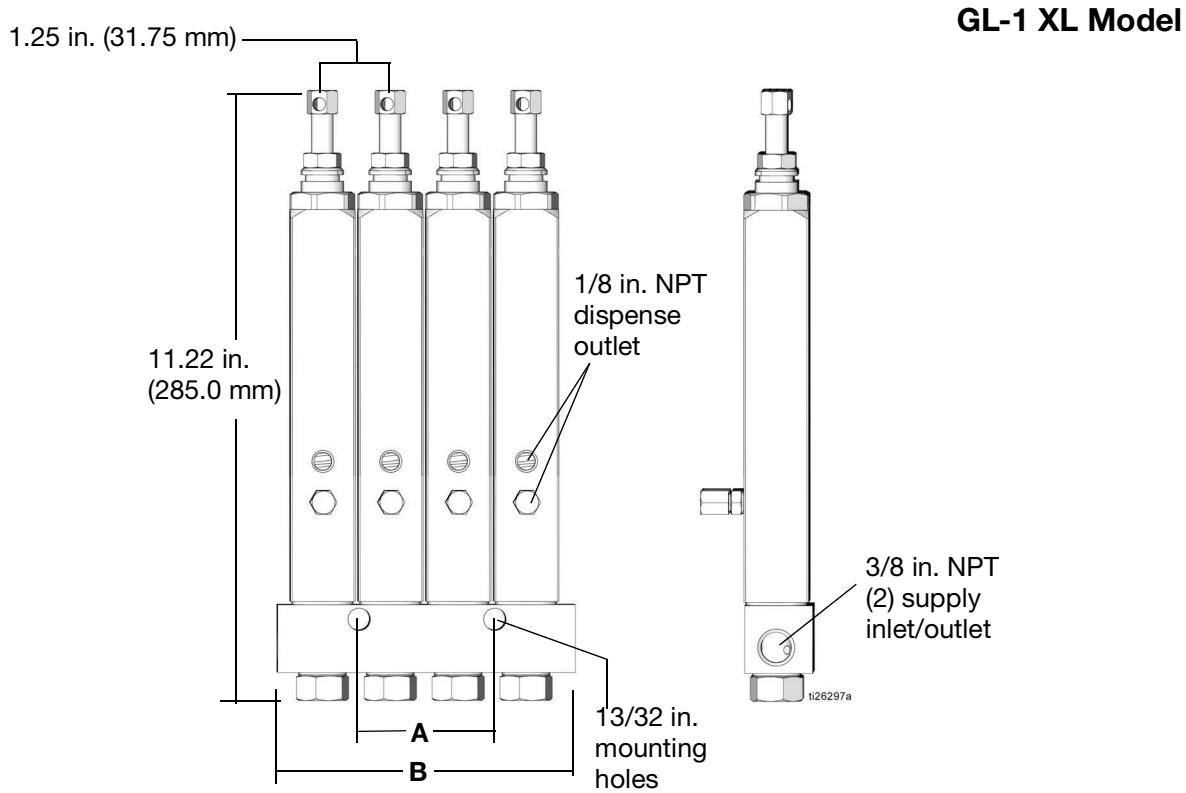 GL-1 XL Model
1.25 in. (31.75 mm)
1/8 in. NPT
dispense
outlet
11.22 in.
(285.0 mm)
3/8 in. NPT
(2) supply
inlet/outlet
ti26297a
13/32 in.
mounting
holes
A
B